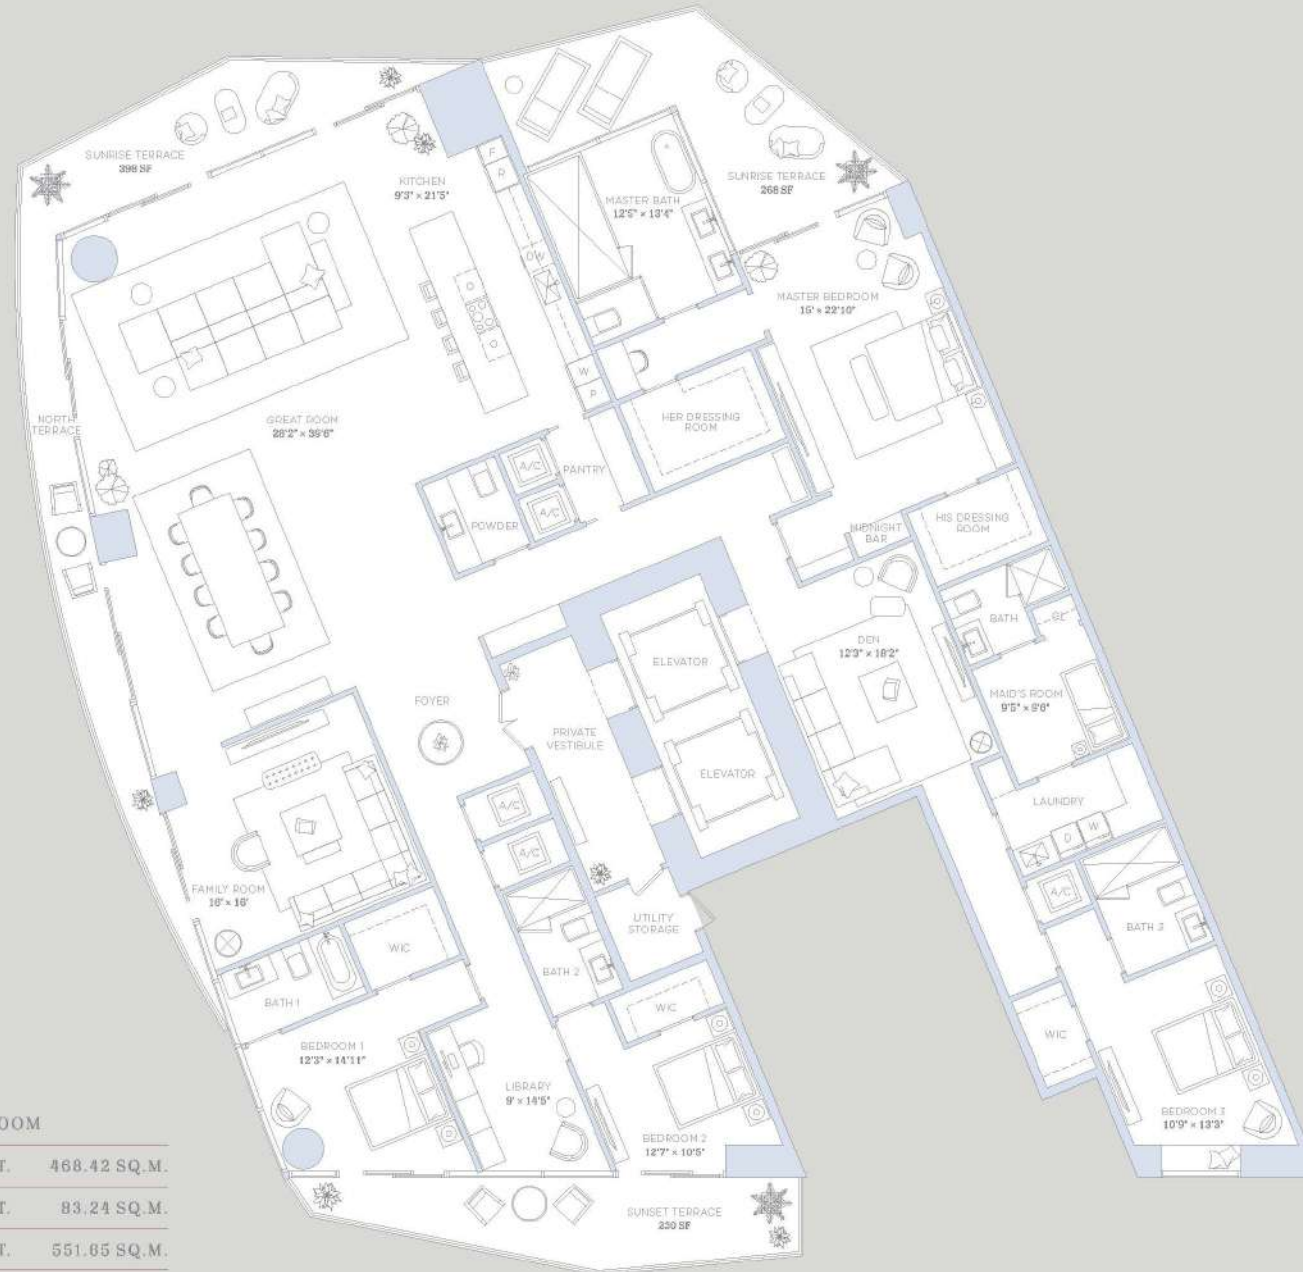 SUNRISE TERRACE
398 SF
KITCHEN
9'3" × 21'5"
F
R
MASTER BATH
12'5" × 13'4"
SUNRISE TERRACE
268 SF
DW
MASTER BEDROOM
15' × 22'10"
NORTH
TERRACE
GREAT ROOM
28'2" × 39'6"
W
P
HER DRESSING
ROOM
A/C
PANTRY
A/C
POWDER
MIDNIGHT
BAR
HIS DRESSING
ROOM
BATH
CL
DEN
12'3" × 18'2"
ELEVATOR
MAID'S ROOM
9'5" × 9'6"
FOYER
PRIVATE
VESTIBULE
ELEVATOR
A/C
A/C
LAUNDRY
D
W
FAMILY ROOM
16' × 16'
A/C
UTILITY
STORAGE
BATH 3
WIC
BATH 2
BATH 1
WIC
WIC
BEDROOM 1
12'3" × 14'11"
LIBRARY
9' × 14'5"
BEDROOM 2
12'7" × 10'5"
BEDROOM 3
10'9" × 13'3"
SUNSET TERRACE
230 SF
OOM
T. 468.42 SQ.M.
T. 83.24 SQ.M.
T. 551.65 SQ.M.